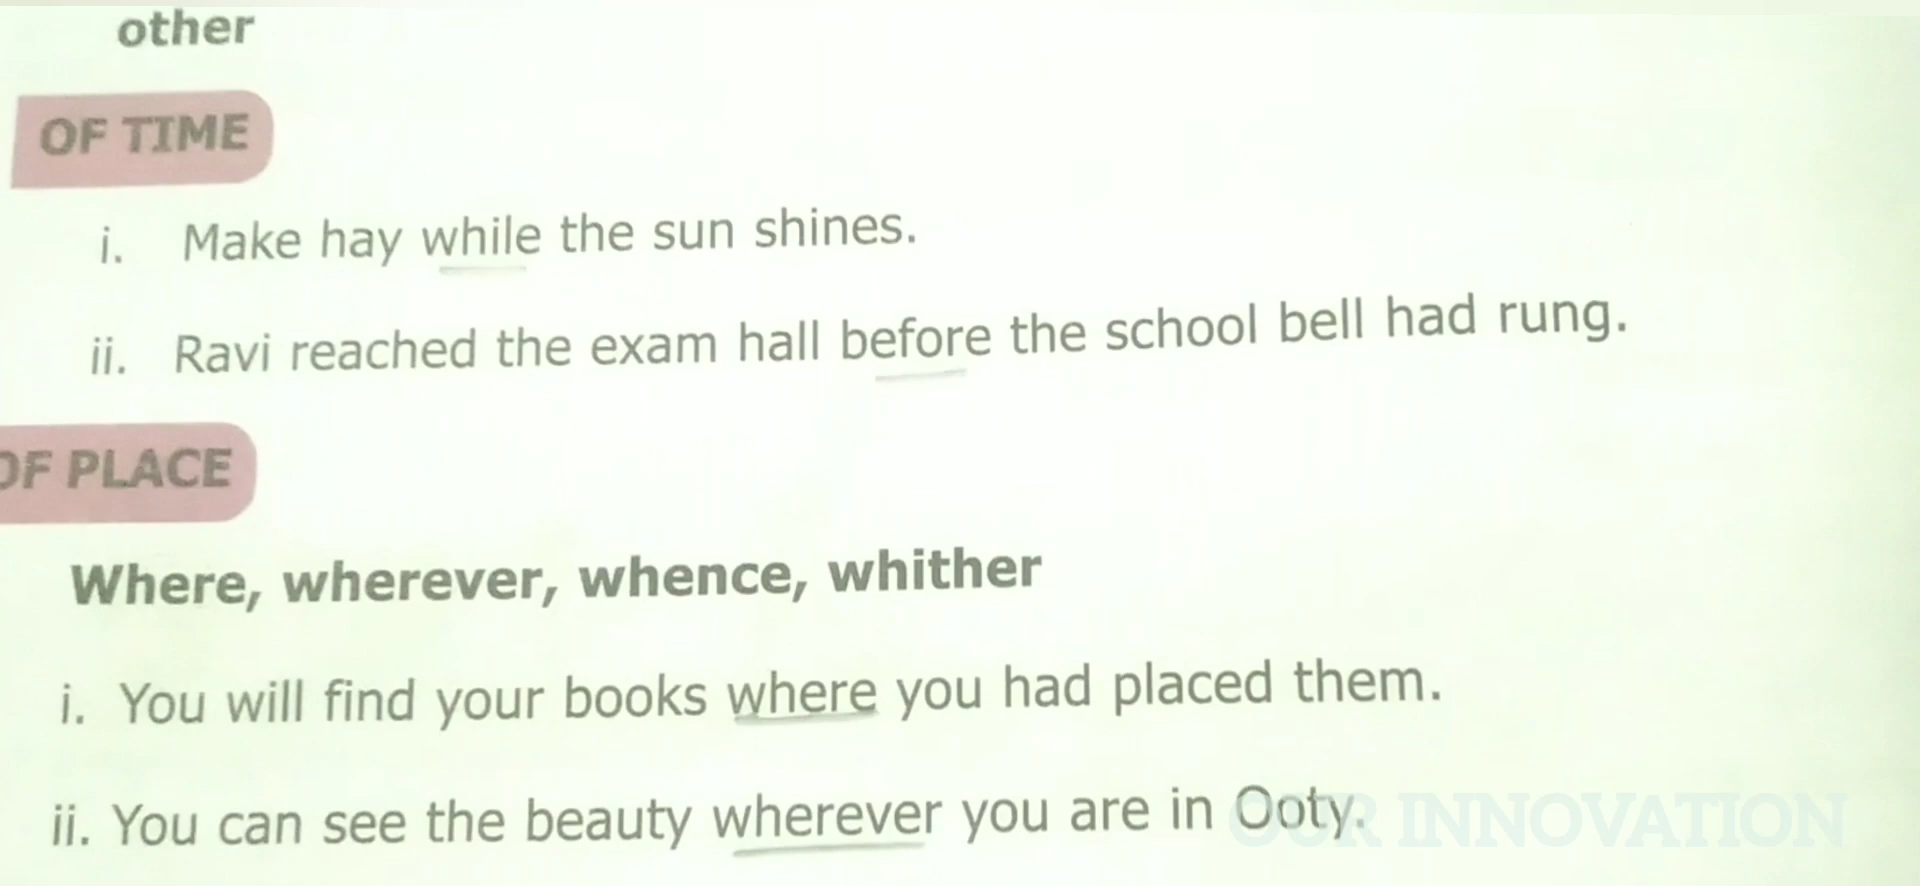 other
OF TIME
i. Make hay while the sun shines.
ii. Ravi reached the exam hall before the school bell had rung.
OF PLACE
Where, wherever, whence, whither
i. You will find your books where you had placed them.
ii. You can see the beauty wherever you are in Ooty.
OUR INNOVATION